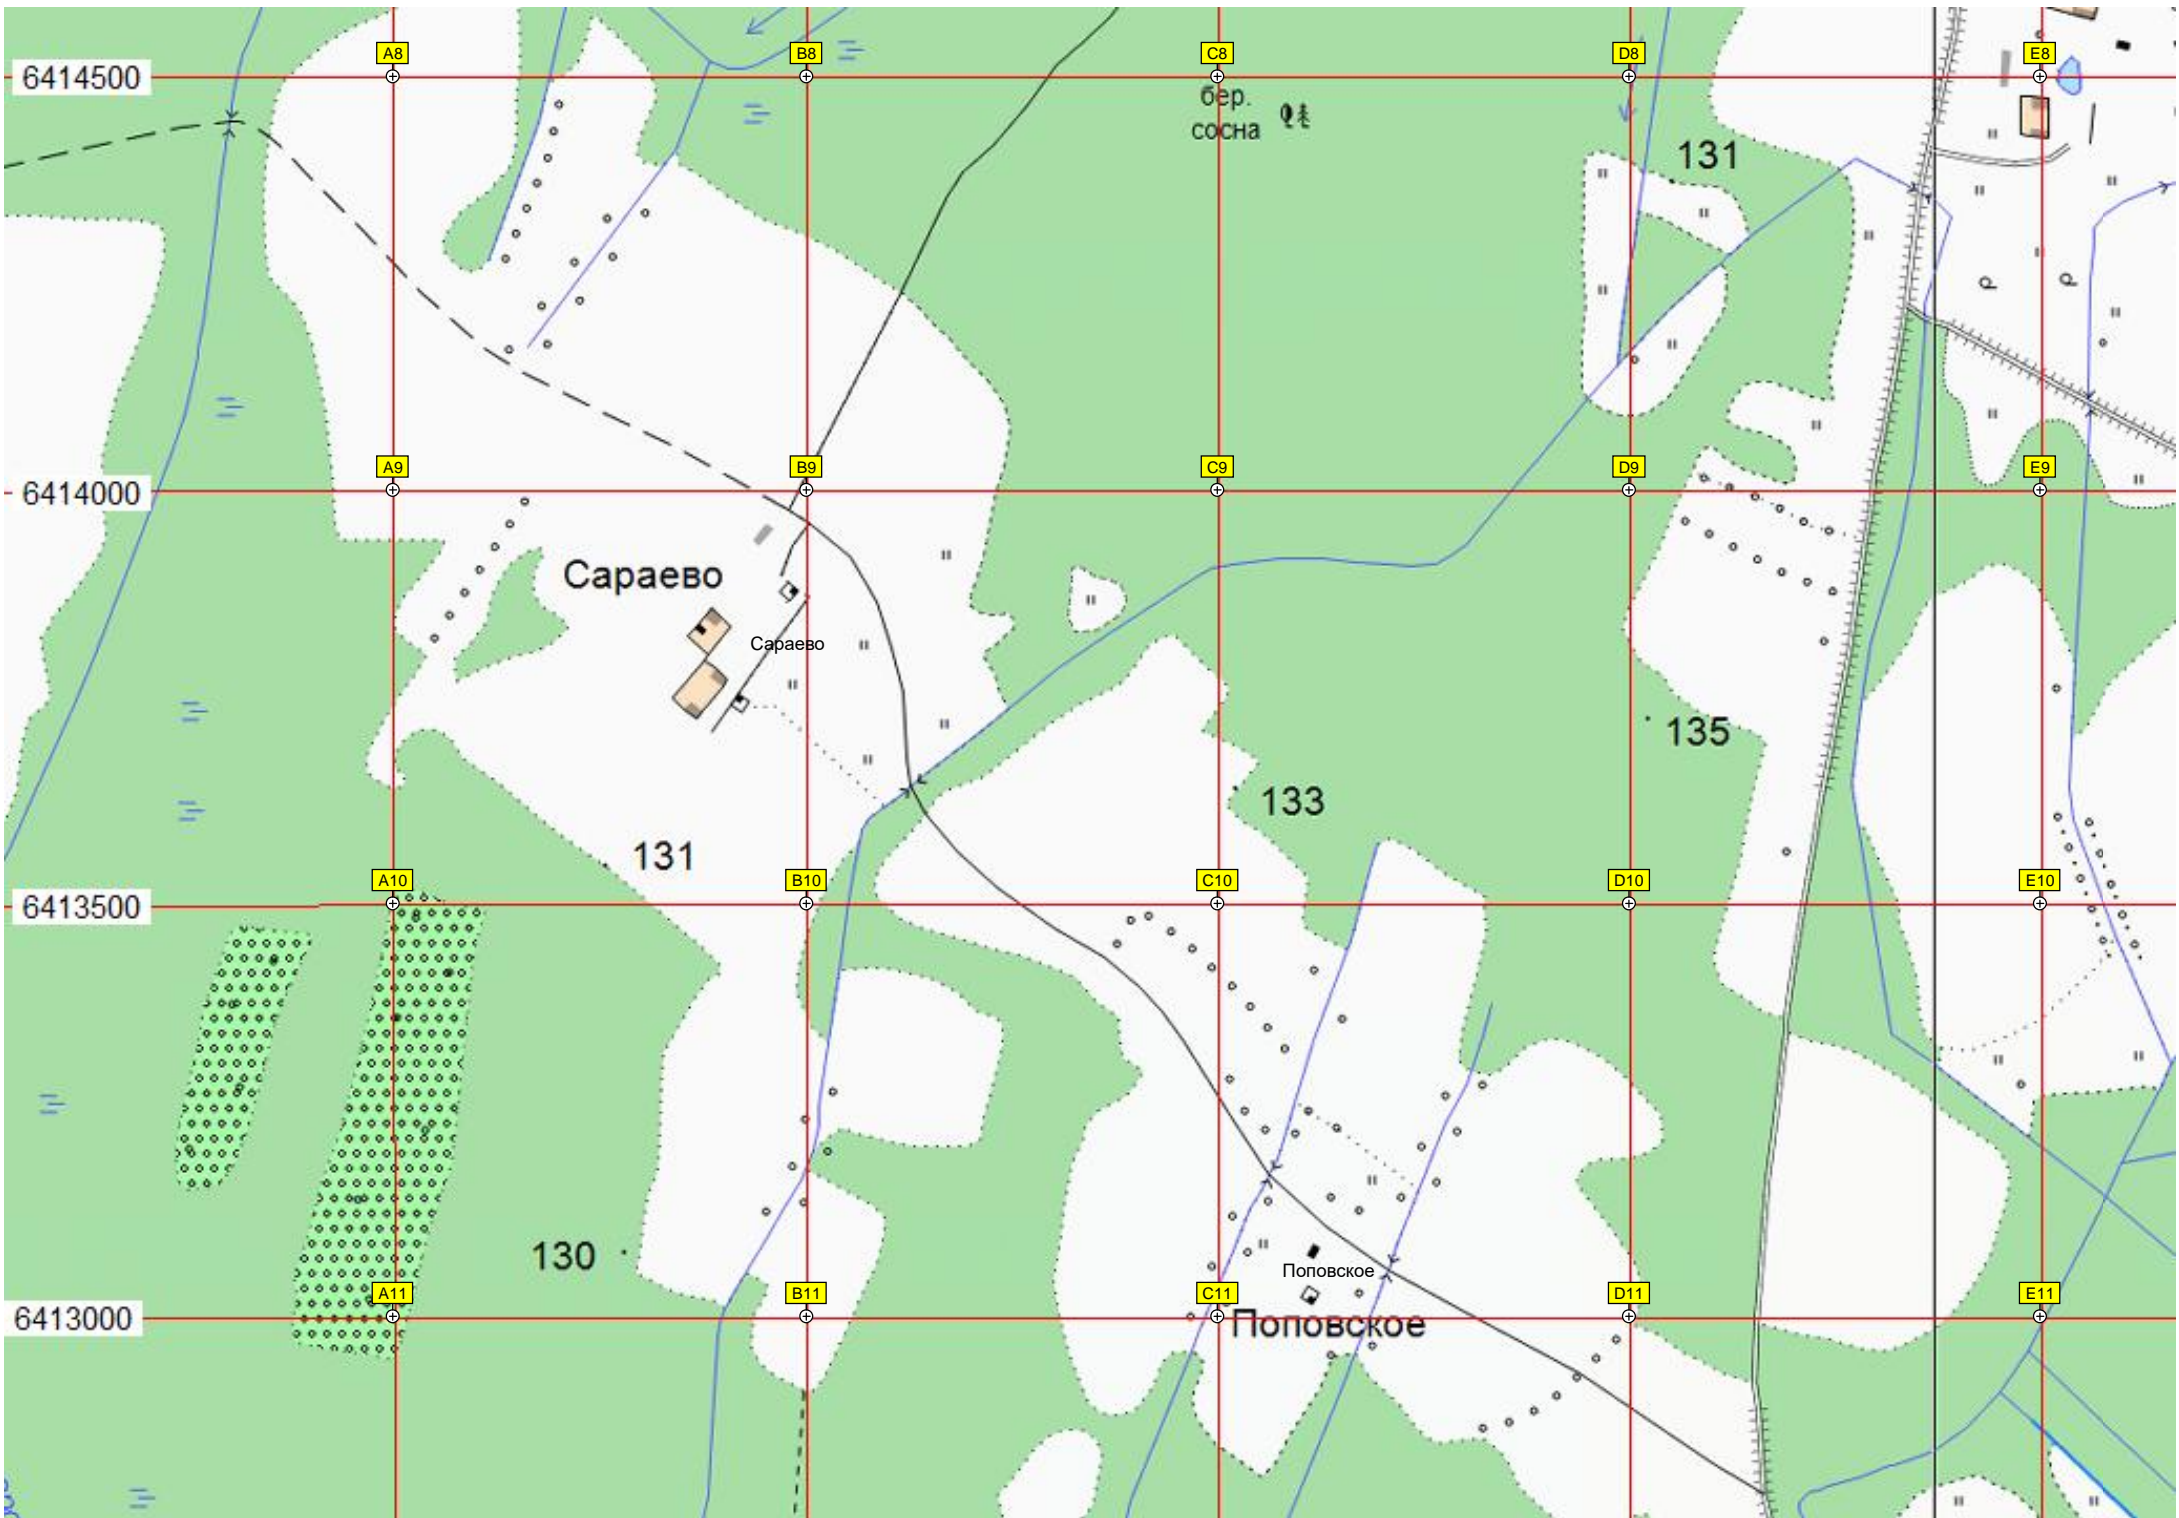 A8
B8
C8
D8
E8
6414500
бер.
сосна
131
A9
B9
C9
D9
E9
6414000
Сараево
Сараево
135
133
131
A10
B10
C10
D10
E10
6413500
130
Поповское
A11
B11
C11
D11
E11
6413000
Поповское